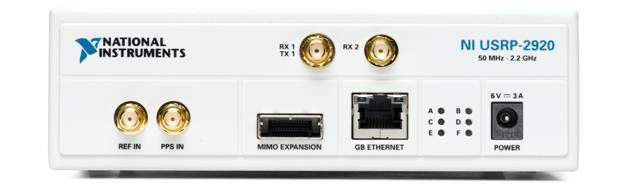 NATIONAL
INSTRUMENTS
RX 1
TX 1
RX 2
NI USRP-2920
50 MHz - 2.2 GHz
REF IN
PPS IN
MIMO EXPANSION
GB ETHERNET
A B
C D
E F
6 V ⎓ 3 A
POWER